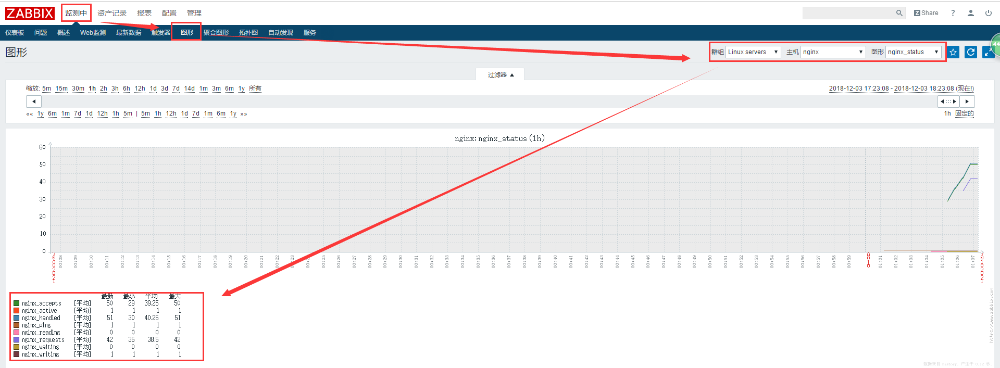 ZABBIX 监测中 资产记录 报表 配置 管理 Z Share ?
仪表板 问题 概述 Web监测 最新数据 触发器 图形 聚合图形 拓扑图 自动发现 服务
44
图形 群组 Linux servers 主机 nginx 图形 nginx_status
过滤器
缩放: 5m 15m 30m 1h 2h 3h 6h 12h 1d 3d 7d 14d 1m 3m 6m 1y 所有 2018-12-03 17:23:08 - 2018-12-03 18:23:08 (现在!)
«« 1y 6m 1m 7d 1d 12h 1h 5m | 5m 1h 12h 1d 7d 1m 6m 1y »» 1h 固定的
nginx:nginx_status (1h)
60
50
40
30
20
10
0
00:08 00:09 00:10 00:11 00:12 00:13 00:14 00:15 00:16 00:17 00:18 00:19 00:20 00:21 00:22 00:23 00:25 00:26 00:27 00:28 00:29 00:30 00:31 00:32 00:33 00:34 00:35 00:36 00:37 00:38 00:39 00:40 00:41 00:42 00:43 00:44 00:45 00:46 00:47 00:48 00:49 00:50 00:51 00:52 00:53 00:54 00:55 00:56 00:57 00:58 00:59 01:01 01:02 01:03 01:04 01:05 01:06 01:07
最新 最小 平均 最大
nginx_accepts [平均] 50 29 39.25 50
nginx_active [平均] 1 1 1 1
nginx_handled [平均] 51 30 40.25 51
nginx_ping [平均] 1 1 1 1
nginx_reading [平均] 0 0 0 0
nginx_requests [平均] 42 35 38.5 42
nginx_waiting [平均] 0 0 0 0
nginx_writing [平均] 1 1 1 1
http://www.zabbix.com
数据来自 history. 产生于 0.12 秒.